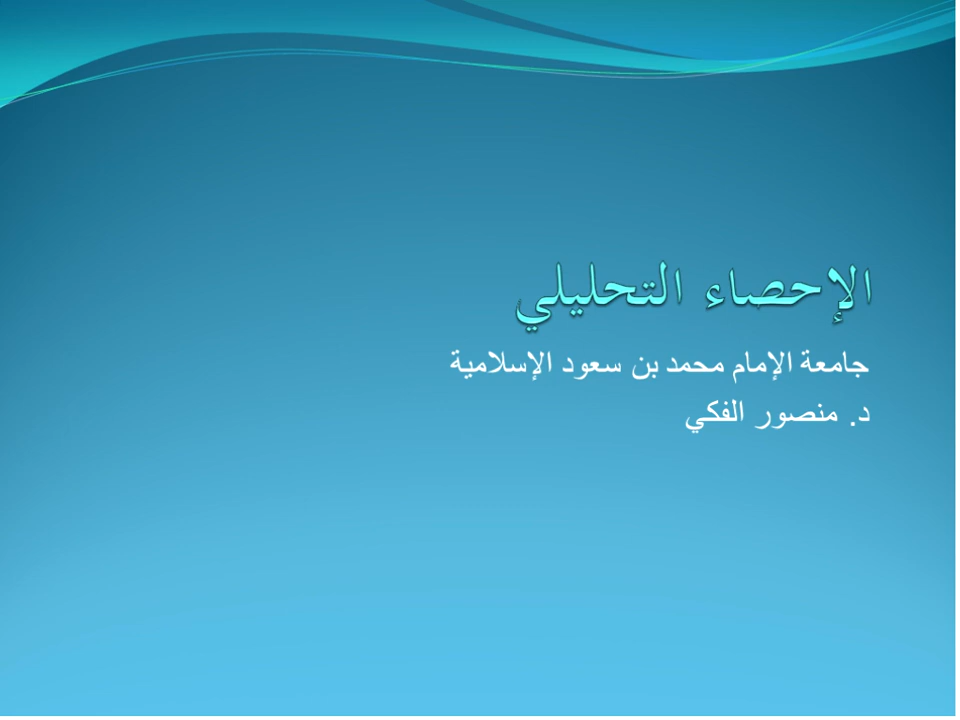 الإحصاء التحليلي
جامعة الإمام محمد بن سعود الإسلامية
د. منصور الفكي